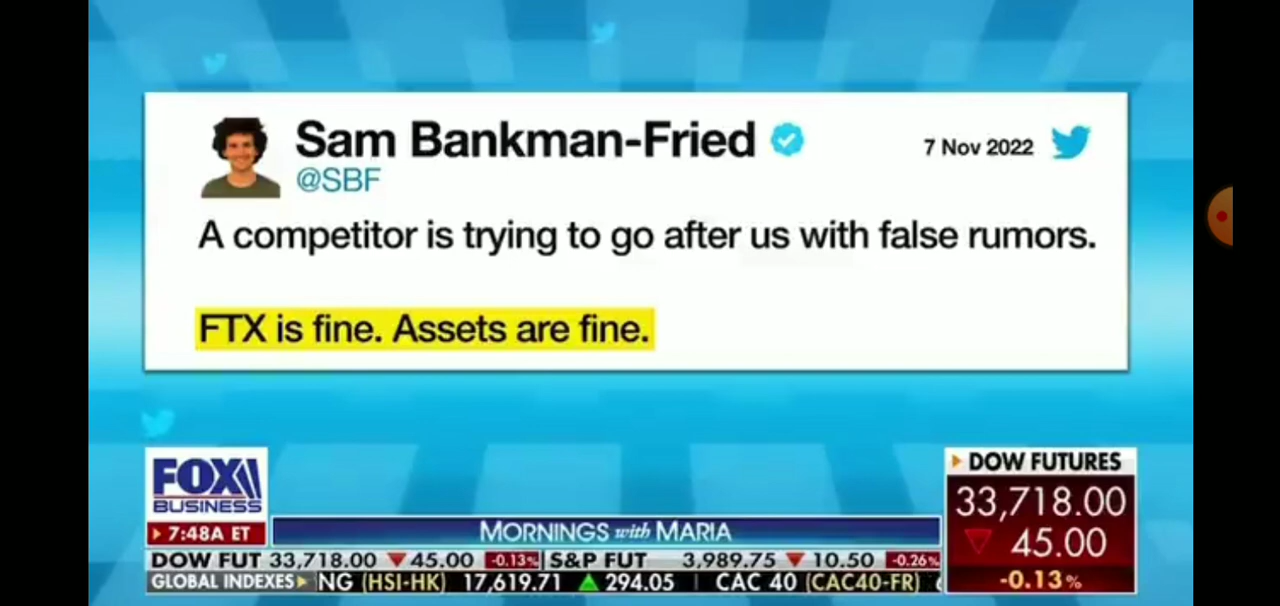 Sam Bankman-Fried
7 Nov 2022
@SBF
A competitor is trying to go after us with false rumors.
FTX is fine. Assets are fine.
FOX
BUSINESS
DOW FUTURES
33,718.00
45.00
-0.13%
7:48A ET
MORNINGS with MARIA
DOW FUT 33,718.00 ▼45.00 -0.13% S&P FUT 3,989.75 ▼ 10.50 -0.26%
GLOBAL INDEXES NG (HSI-HK) 17,619.71 ▲ 294.05 CAC 40 (CAC40-FR)